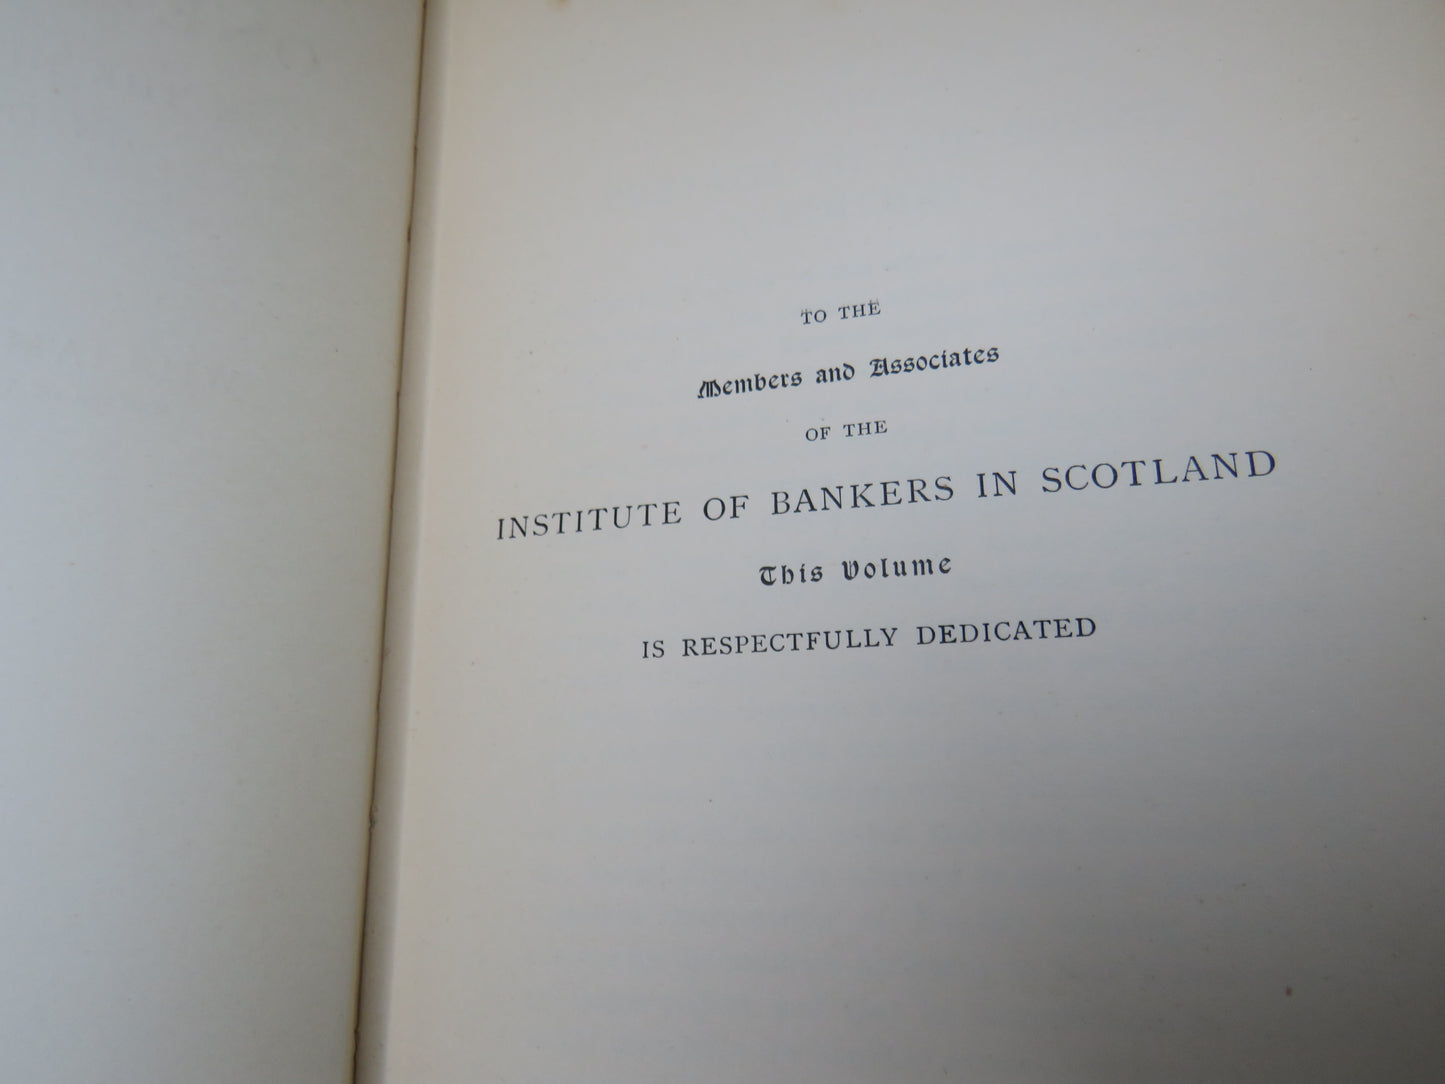 TO THE
Members and Associates
OF THE
INSTITUTE OF BANKERS IN SCOTLAND
This Volume
IS RESPECTFULLY DEDICATED